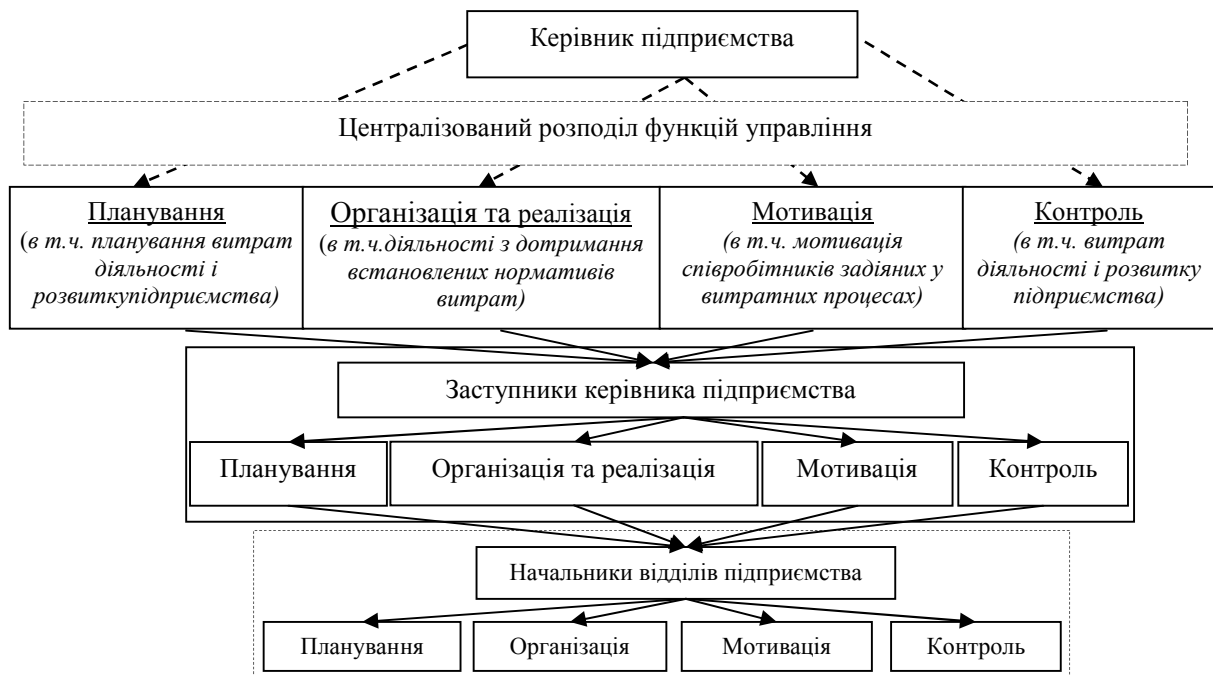 Керівник підприємства
Централізований розподіл функцій управління
Планування
(в т.ч. планування витрат
діяльності і
розвиткупідприємства)
Організація та реалізація
(в т.ч.діяльності з дотримання
встановлених нормативів
витрат)
Мотивація
(в т.ч. мотивація
співробітників задіяних у
витратних процесах)
Контроль
(в т.ч. витрат
діяльності і розвитку
підприємства)
Заступники керівника підприємства
Планування
Організація та реалізація
Мотивація
Контроль
Начальники відділів підприємства
Планування
Організація
Мотивація
Контроль